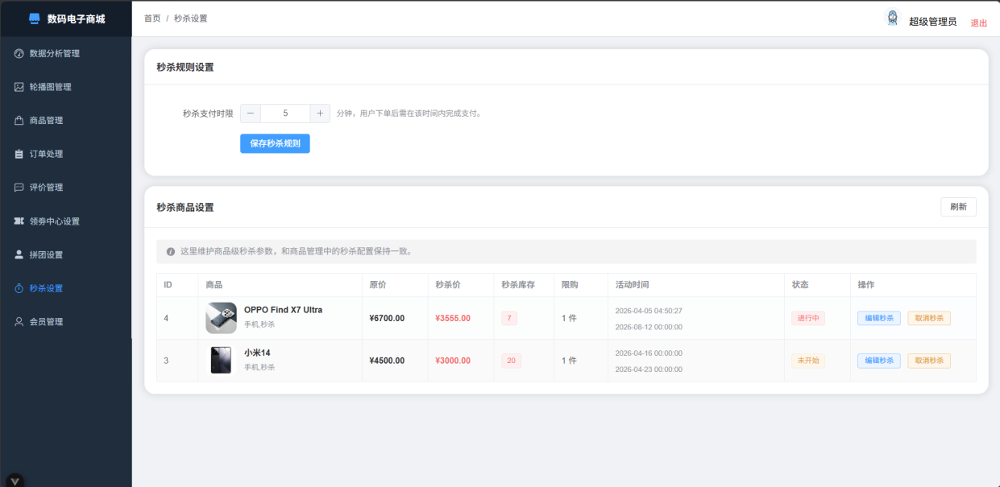 数码电子商城
首页 / 秒杀设置
超级管理员 退出
数据分析管理
轮播图管理
商品管理
订单处理
评价管理
领劵中心设置
拼团设置
秒杀设置
会员管理
秒杀规则设置
秒杀支付时限 5 分钟，用户下单后需在该时间内完成支付。
保存秒杀规则
秒杀商品设置
刷新
这里维护商品级秒杀参数，和商品管理中的秒杀配置保持一致。
ID 商品 原价 秒杀价 秒杀库存 限购 活动时间 状态 操作
4 OPPO Find X7 Ultra 手机,秒杀 ¥6700.00 ¥3555.00 7 1 件 2026-04-05 04:50:27 2026-08-12 00:00:00 进行中 编辑秒杀 取消秒杀
3 小米14 手机,秒杀 ¥4500.00 ¥3000.00 20 1 件 2026-04-16 00:00:00 2026-04-23 00:00:00 未开始 编辑秒杀 取消秒杀